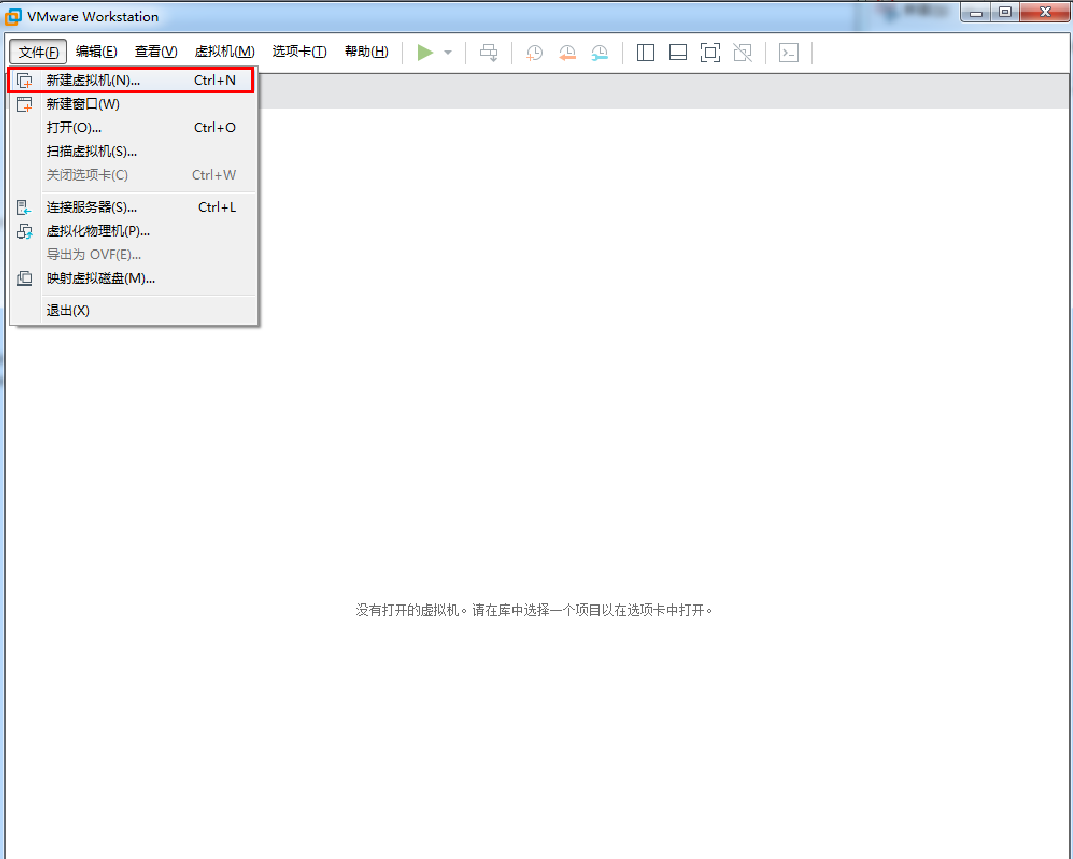 VMware Workstation
文件(F) 编辑(E) 查看(V) 虚拟机(M) 选项卡(T) 帮助(H)
新建虚拟机(N)... Ctrl+N
新建窗口(W)
打开(O)... Ctrl+O
扫描虚拟机(S)...
关闭选项卡(C) Ctrl+W
连接服务器(S)... Ctrl+L
虚拟化物理机(P)...
导出为 OVF(E)...
映射虚拟磁盘(M)...
退出(X)
没有打开的虚拟机。请在库中选择一个项目以在选项卡中打开。